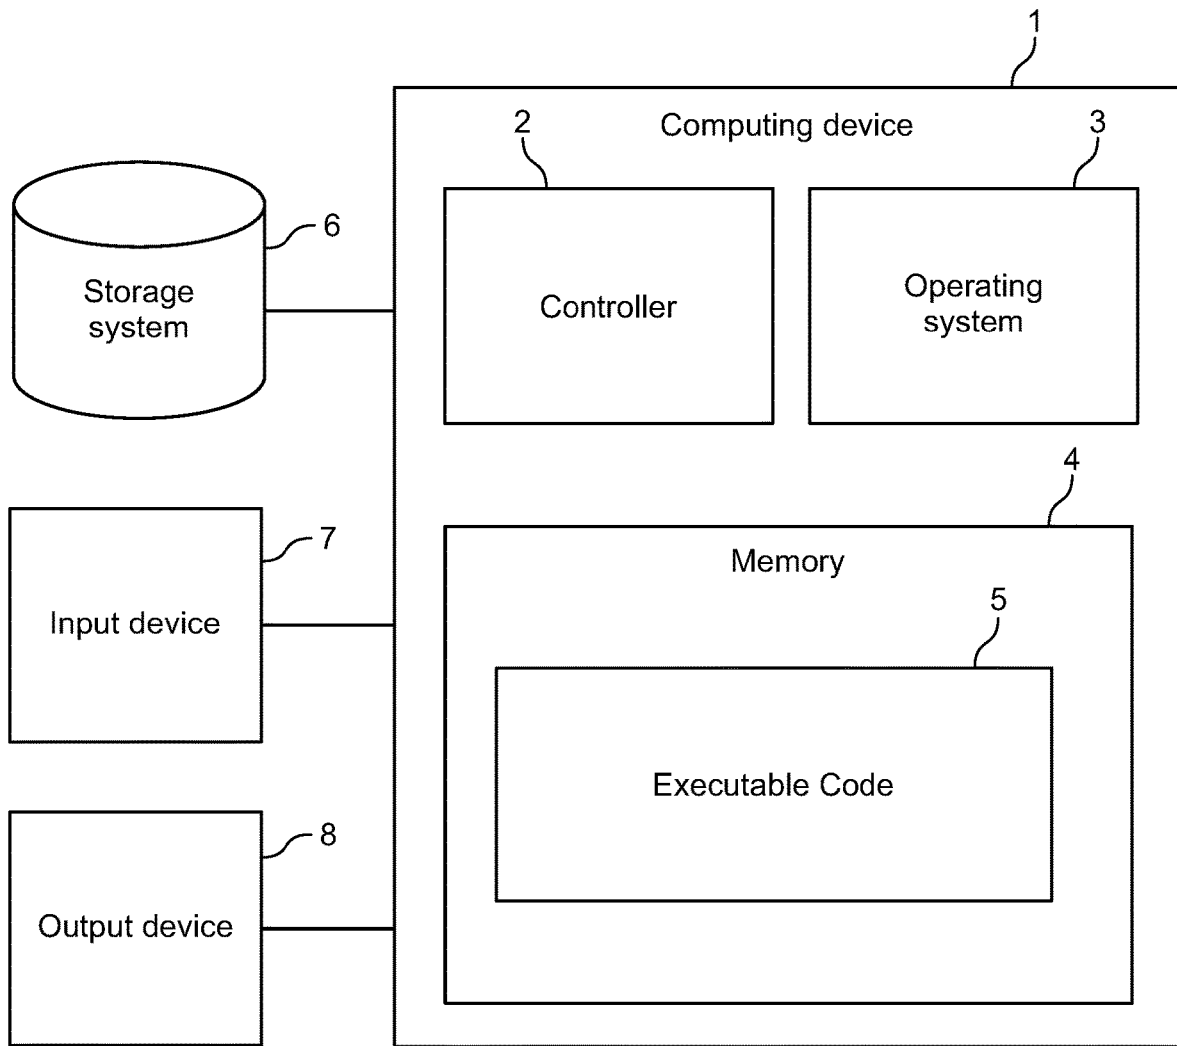 1
Computing device
2
3
Storage
system
6
Controller
Operating
system
4
Memory
7
Input device
5
Executable Code
8
Output device